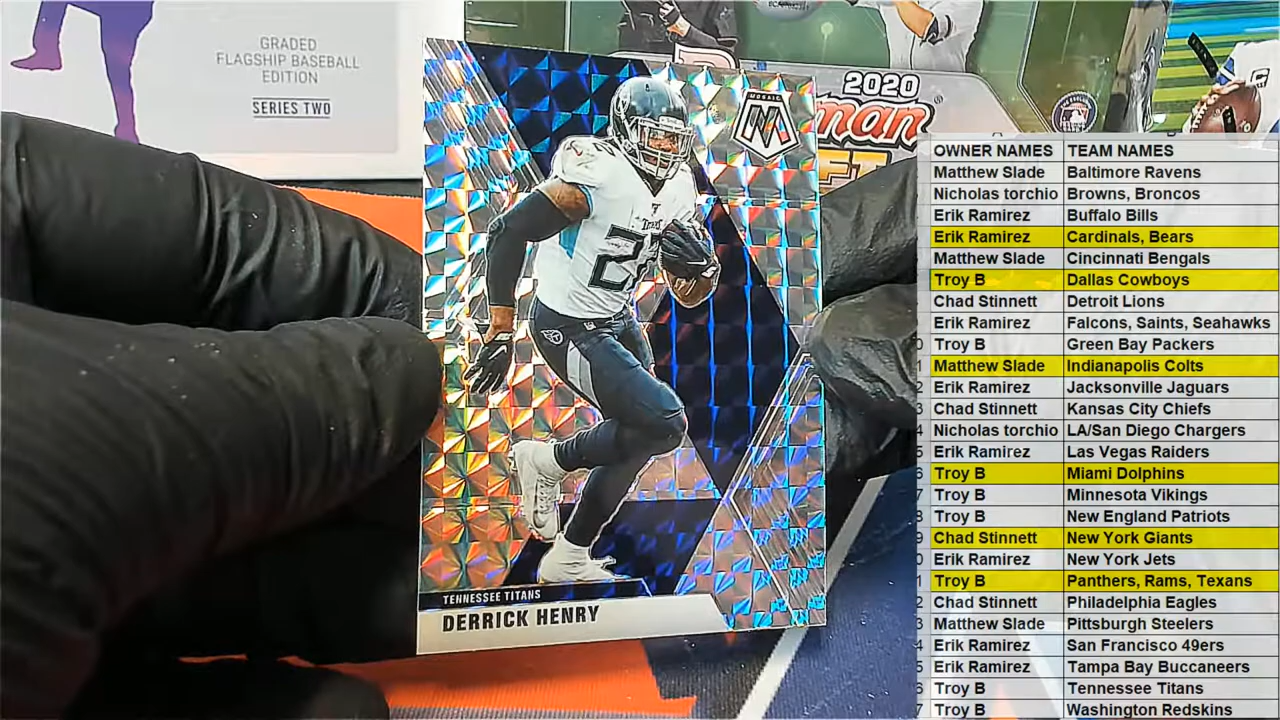 GRADED
FLAGSHIP BASEBALL
EDITION
SERIES TWO
2020
MOSAIC
TENNESSEE TITANS
DERRICK HENRY
22
OWNER NAMES TEAM NAMES
Matthew Slade Baltimore Ravens
Nicholas torchio Browns, Broncos
Erik Ramirez Buffalo Bills
Erik Ramirez Cardinals, Bears
Matthew Slade Cincinnati Bengals
Troy B Dallas Cowboys
Chad Stinnett Detroit Lions
Erik Ramirez Falcons, Saints, Seahawks
Troy B Green Bay Packers
Matthew Slade Indianapolis Colts
Erik Ramirez Jacksonville Jaguars
Chad Stinnett Kansas City Chiefs
Nicholas torchio LA/San Diego Chargers
Erik Ramirez Las Vegas Raiders
Troy B Miami Dolphins
Troy B Minnesota Vikings
Troy B New England Patriots
Chad Stinnett New York Giants
Erik Ramirez New York Jets
Troy B Panthers, Rams, Texans
Chad Stinnett Philadelphia Eagles
Matthew Slade Pittsburgh Steelers
Erik Ramirez San Francisco 49ers
Erik Ramirez Tampa Bay Buccaneers
Troy B Tennessee Titans
Troy B Washington Redskins